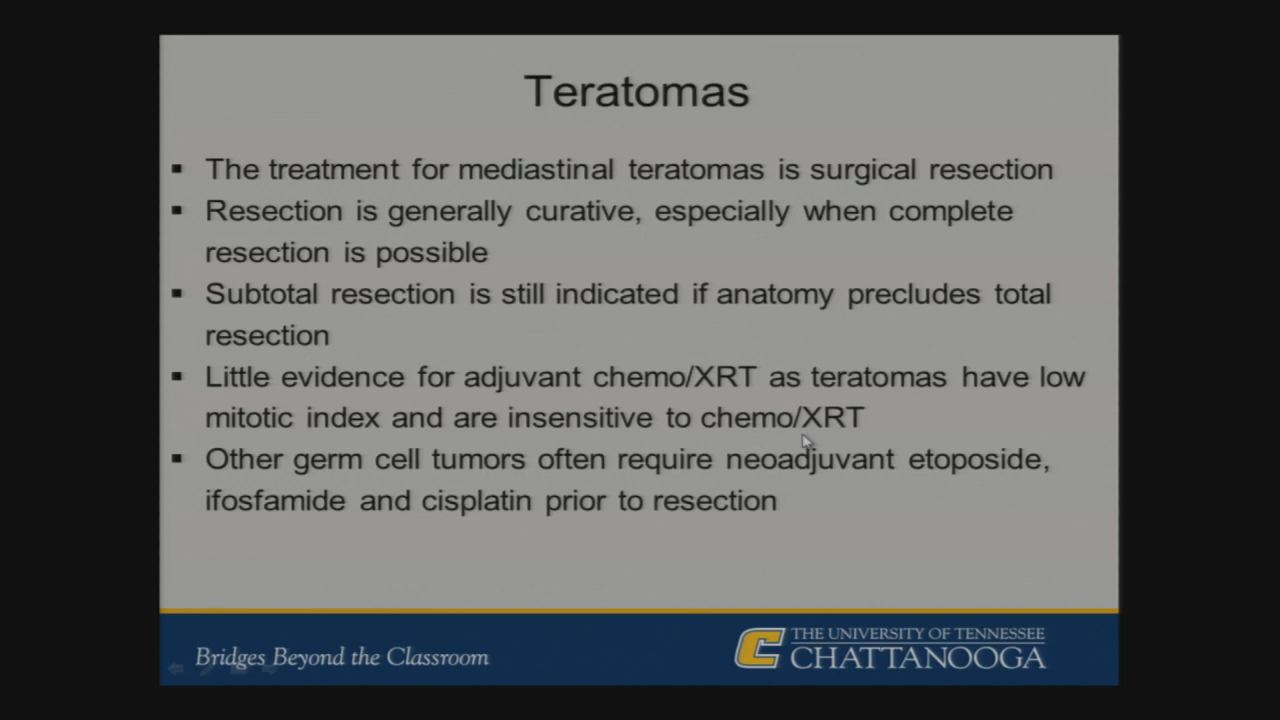 Teratomas
The treatment for mediastinal teratomas is surgical resection
Resection is generally curative, especially when complete
resection is possible
Subtotal resection is still indicated if anatomy precludes total
resection
Little evidence for adjuvant chemo/XRT as teratomas have low
mitotic index and are insensitive to chemo/XRT
Other germ cell tumors often require neoadjuvant etoposide,
ifosfamide and cisplatin prior to resection
Bridges Beyond the Classroom
C THE UNIVERSITY OF TENNESSEE
CHATTANOOGA